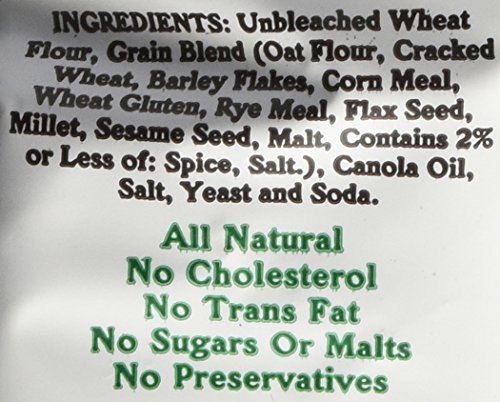 INGREDIENTS: Unbleached Wheat
Flour, Grain Blend (Oat Flour, Cracked
Wheat, Barley Flakes, Corn Meal,
Wheat Gluten, Rye Meal, Flax Seed,
Millet, Sesame Seed, Malt, Contains 2%
or Less of: Spice, Salt.), Canola Oil,
Salt, Yeast and Soda.
All Natural
No Cholesterol
No Trans Fat
No Sugars Or Malts
No Preservatives